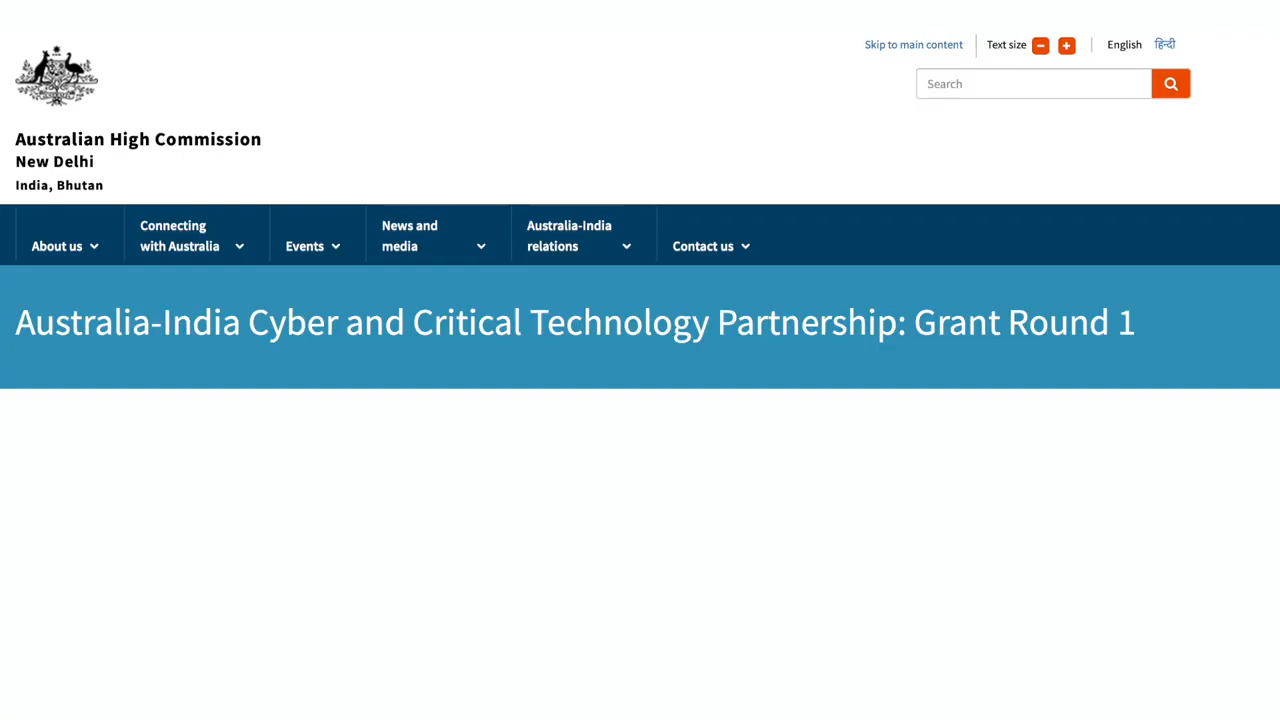 Skip to main content
Text size
English
हिन्दी
Search
Australian High Commission
New Delhi
India, Bhutan
About us
Connecting
with Australia
Events
News and
media
Australia-India
relations
Contact us
Australia-India Cyber and Critical Technology Partnership: Grant Round 1